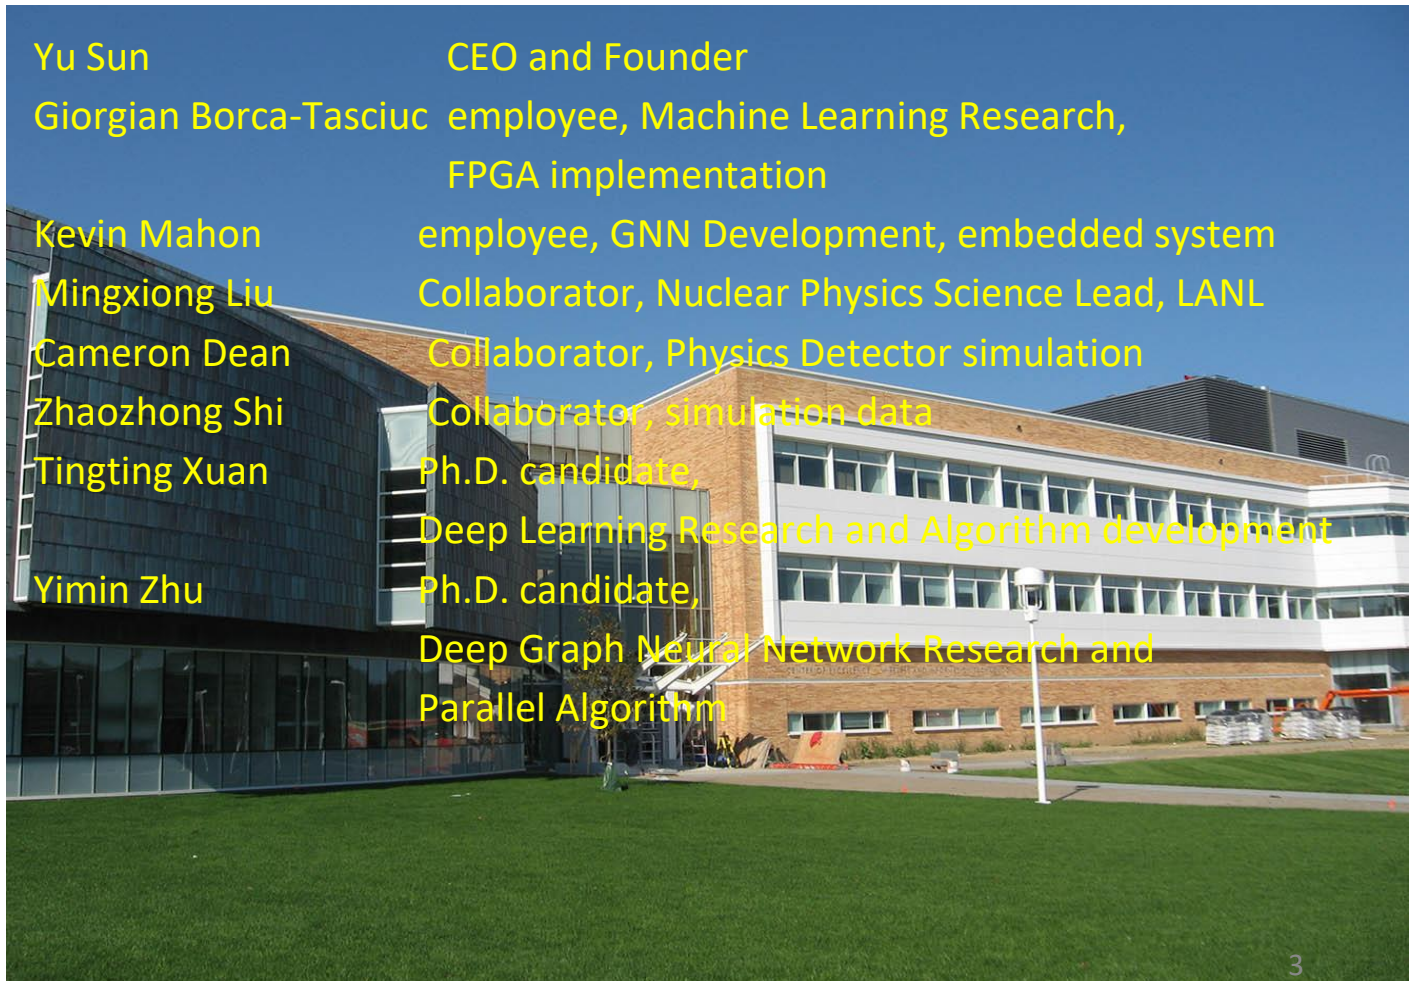 Yu Sun CEO and Founder
Giorgian Borca-Tasciuc employee, Machine Learning Research,
FPGA implementation
Kevin Mahon employee, GNN Development, embedded system
Mingxiong Liu Collaborator, Nuclear Physics Science Lead, LANL
Cameron Dean Collaborator, Physics Detector simulation
Zhaozhong Shi Collaborator, simulation data
Tingting Xuan Ph.D. candidate,
Deep Learning Research and Algorithm development
Yimin Zhu Ph.D. candidate,
Deep Graph Neural Network Research and
Parallel Algorithm
3